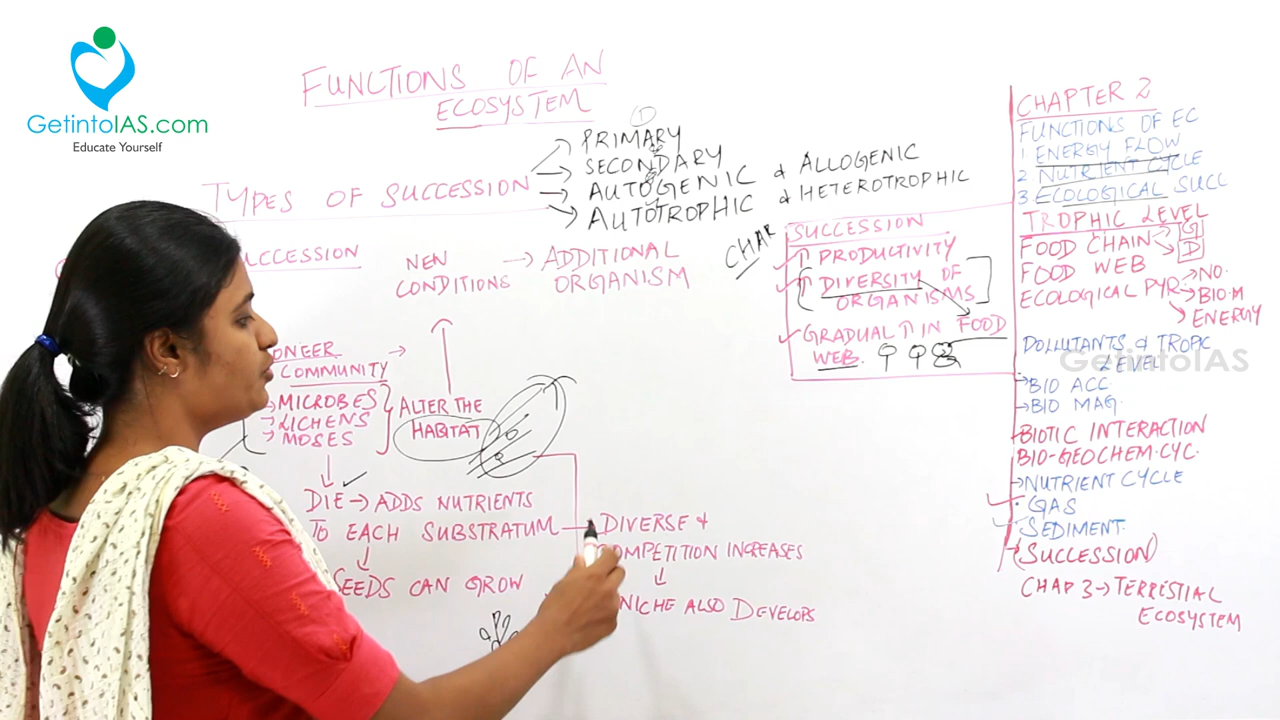 GetintoIAS.com
Educate Yourself
FUNCTIONS OF AN
ECOSYSTEM
TYPES OF SUCCESSION
1
→ PRIMARY
→ SECONDARY
→ AUTOGENIC & ALLOGENIC
→ AUTOTROPHIC & HETEROTROPHIC
NEW
CONDITIONS → ADDITIONAL
ORGANISM
COMMUNITY →
→ MICROBES
→ LICHENS
→ MOSES
ALTER THE
HABITAT
DIE → ADDS NUTRIENTS
TO EACH SUBSTRATUM
SEEDS CAN GROW
DIVERSE &
INCREASES
NICHE ALSO DEVELOPS
CHAR
SUCCESSION
↑ PRODUCTIVITY
↑ DIVERSITY OF
ORGANISMS
GRADUAL ↑ IN FOOD
WEB.
CHAPTER 2
FUNCTIONS OF EC
1. ENERGY FLOW
2 NUTRIENT CYCLE
3. ECOLOGICAL SUCC
TROPHIC LEVEL
FOOD CHAIN
G
D
FOOD WEB
ECOLOGICAL PYR.
→ NO.
→ BIO.M
→ ENERGY
POLLUTANTS & TROPIC
LEVEL
GetintoIAS
→ BIO ACC
→ BIO MAG.
BIOTIC INTERACTION
BIO-GEOCHEM.CYC.
→ NUTRIENT CYCLE
GAS
SEDIMENT.
→ SUCCESSION
CHAP 3 → TERRESTIAL
ECOSYSTEM